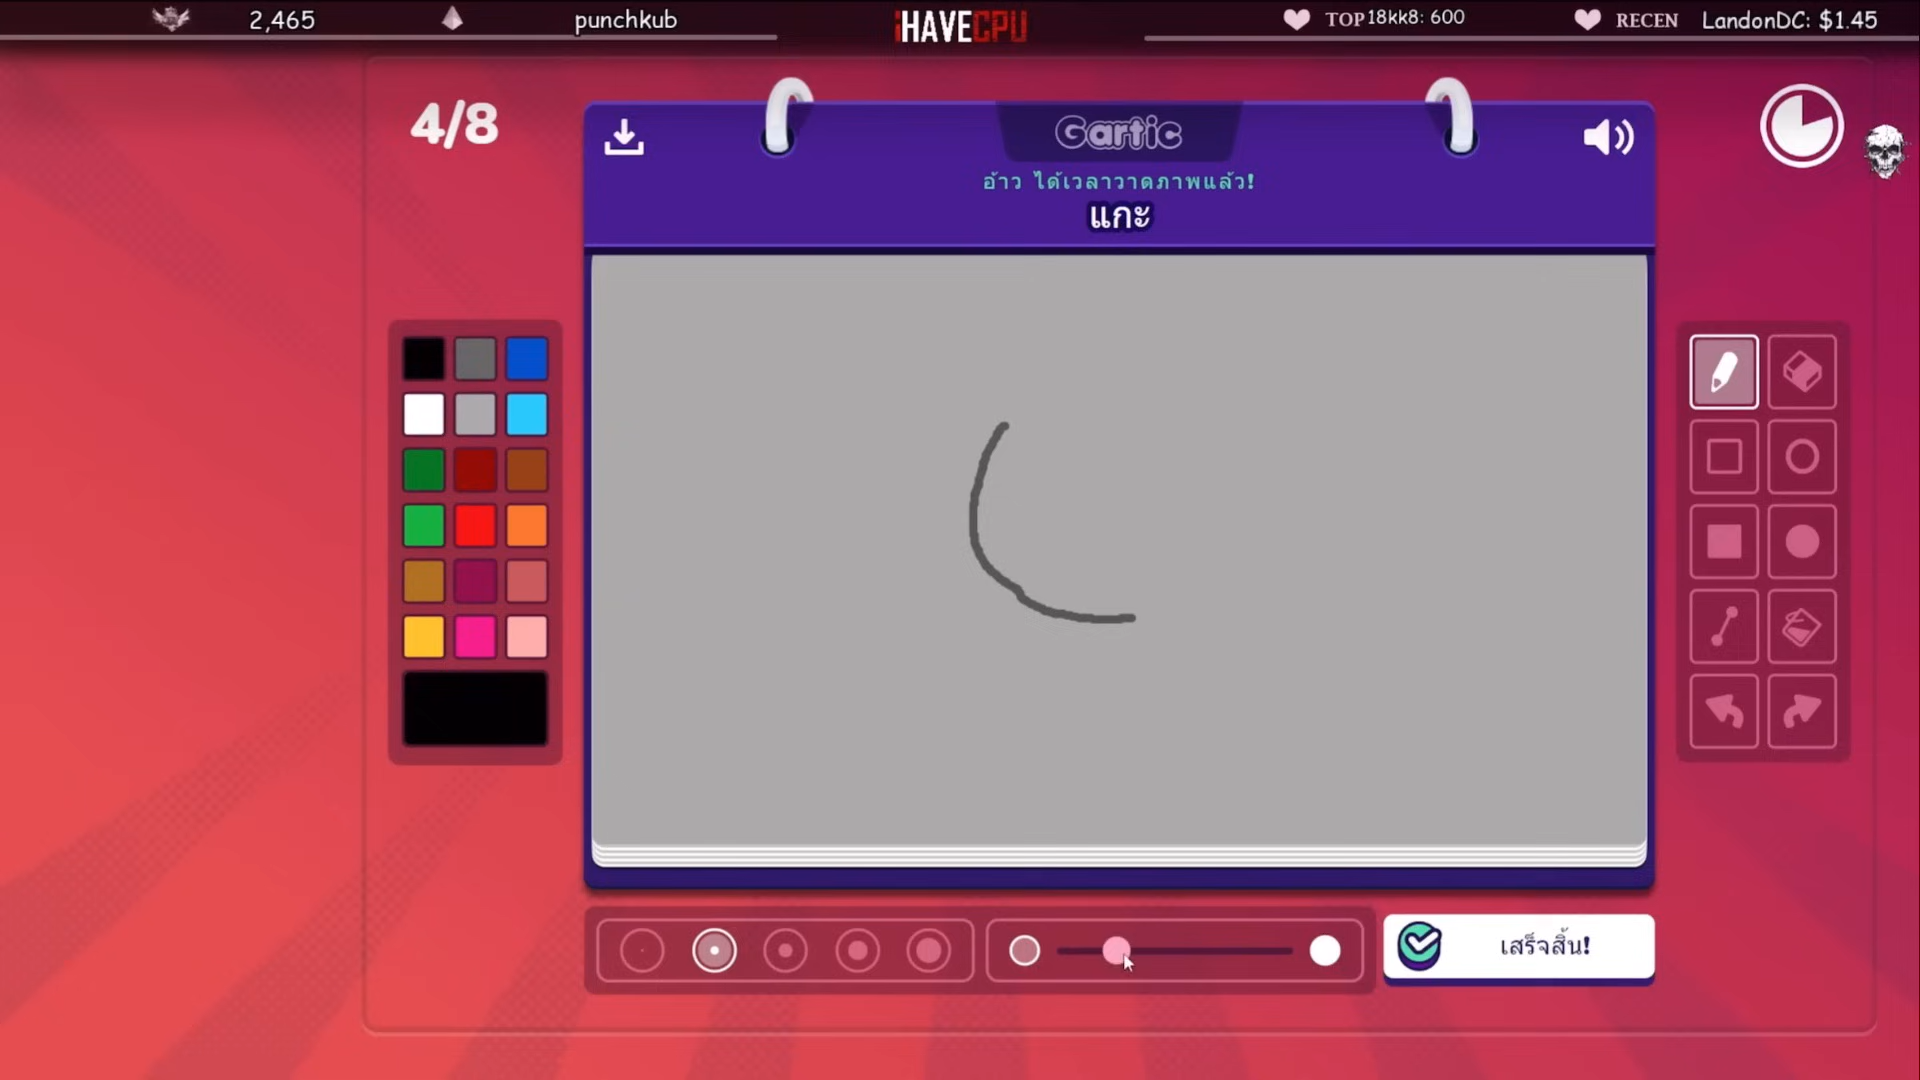 2,465
punchkub
iHAVECPU
TOP 18kk8: 600
RECEN LandonDC: $1.45
4/8
Gartic
อ้าว ได้เวลาวาดภาพแล้ว!
แกะ
เสร็จสิ้น!